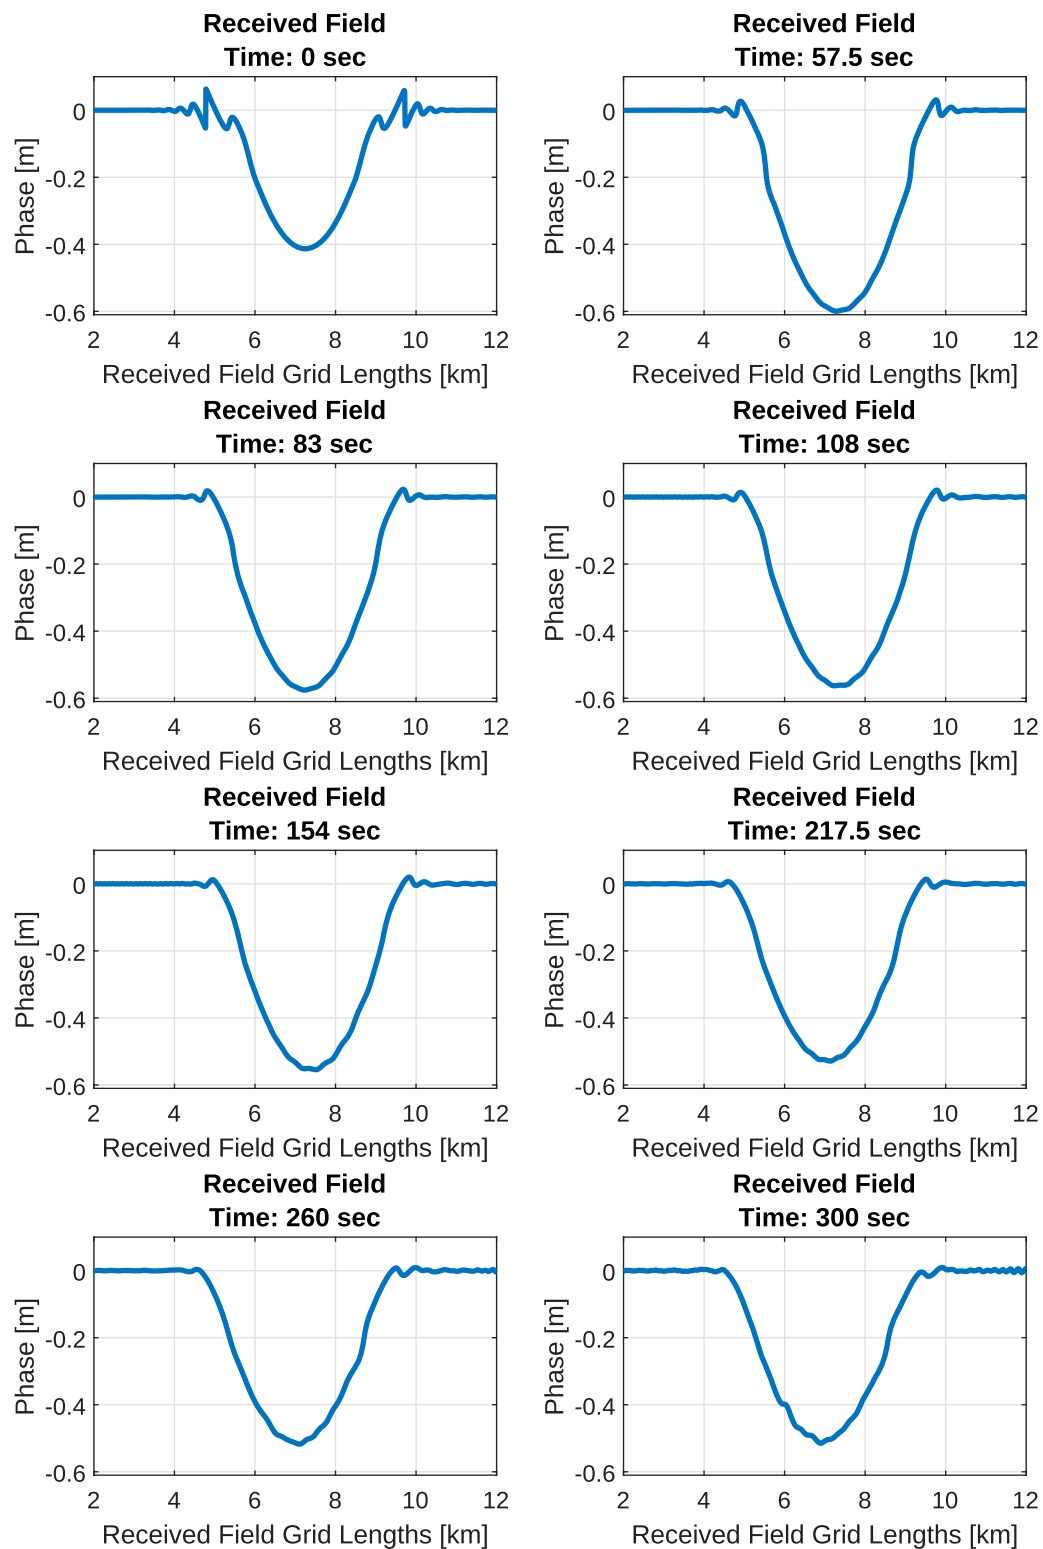 Received Field
Time: 0 sec
0
-0.2
-0.4
-0.6
Phase [m]
2 4 6 8 10 12
Received Field Grid Lengths [km]
Received Field
Time: 57.5 sec
0
-0.2
-0.4
-0.6
Phase [m]
2 4 6 8 10 12
Received Field Grid Lengths [km]
Received Field
Time: 83 sec
0
-0.2
-0.4
-0.6
Phase [m]
2 4 6 8 10 12
Received Field Grid Lengths [km]
Received Field
Time: 108 sec
0
-0.2
-0.4
-0.6
Phase [m]
2 4 6 8 10 12
Received Field Grid Lengths [km]
Received Field
Time: 154 sec
0
-0.2
-0.4
-0.6
Phase [m]
2 4 6 8 10 12
Received Field Grid Lengths [km]
Received Field
Time: 217.5 sec
0
-0.2
-0.4
-0.6
Phase [m]
2 4 6 8 10 12
Received Field Grid Lengths [km]
Received Field
Time: 260 sec
0
-0.2
-0.4
-0.6
Phase [m]
2 4 6 8 10 12
Received Field Grid Lengths [km]
Received Field
Time: 300 sec
0
-0.2
-0.4
-0.6
Phase [m]
2 4 6 8 10 12
Received Field Grid Lengths [km]